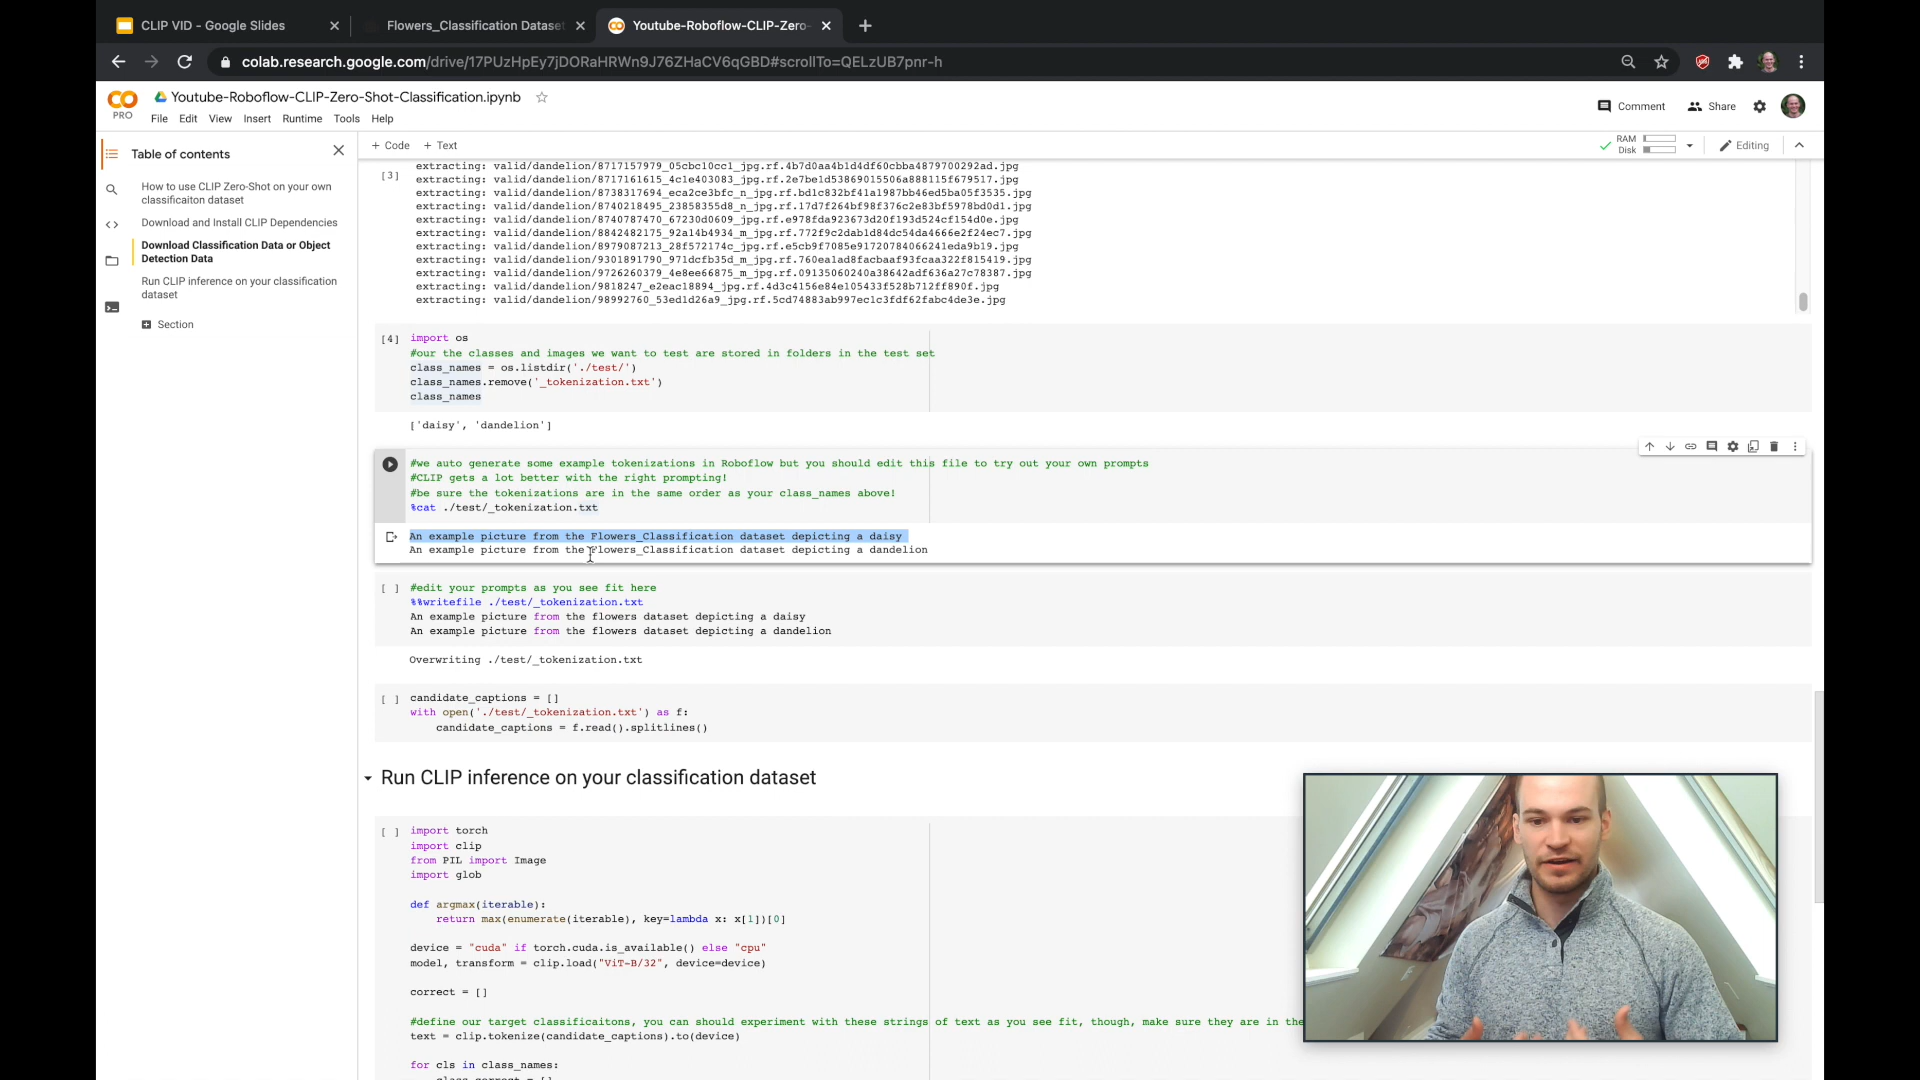 CLIP VID - Google Slides
Flowers_Classification Dataset
Youtube-Roboflow-CLIP-Zero-
colab.research.google.com/drive/17PUzHpEy7jDORaHRWn9J76ZHaCV6qGBD#scrollTo=QELzUB7pnr-h
PRO
Youtube-Roboflow-CLIP-Zero-Shot-Classification.ipynb
File Edit View Insert Runtime Tools Help
Comment
Share
Table of contents
How to use CLIP Zero-Shot on your own
classificaiton dataset
Download and Install CLIP Dependencies
Download Classification Data or Object
Detection Data
Run CLIP inference on your classification
dataset
Section
+ Code + Text
RAM
Disk
Editing
[3]
extracting: valid/dandelion/8717157979_05cbc10cc1_jpg.rf.4b7d0aa4b1d4df60cbba4879700292ad.jpg
extracting: valid/dandelion/8717161615_4c1e403083_jpg.rf.2e7be1d53869015506a888115f679517.jpg
extracting: valid/dandelion/8738317694_eca2ce3bfc_n_jpg.rf.bd1c832bf41a1987bb46ed5ba05f3535.jpg
extracting: valid/dandelion/8740218495_23858355d8_n_jpg.rf.17d7f264bf98f376c2e83bf5978bd0d1.jpg
extracting: valid/dandelion/8740787470_67230d0609_jpg.rf.e978fda923673d20f193d524cf154d0e.jpg
extracting: valid/dandelion/8842482175_92a14b4934_m_jpg.rf.772f9c2dab1d84dc54da4666e2f24ec7.jpg
extracting: valid/dandelion/8979087213_28f572174c_jpg.rf.e5cb9f7085e91720784066241eda9b19.jpg
extracting: valid/dandelion/9301891790_971dcfb35d_m_jpg.rf.760ea1ad8facbaaf93fcaa322f815419.jpg
extracting: valid/dandelion/9726260379_4e8ee66875_m_jpg.rf.09135060240a38642adf636a27c78387.jpg
extracting: valid/dandelion/9818247_e2eac18894_jpg.rf.4d3c4156e84e105433f528b712ff890f.jpg
extracting: valid/dandelion/98992760_53ed1d26a9_jpg.rf.5cd74883ab997ec1c3fdf62fabc4de3e.jpg
[4] import os
#our the classes and images we want to test are stored in folders in the test set
class_names = os.listdir('./test/')
class_names.remove('_tokenization.txt')
class_names
['daisy', 'dandelion']
#we auto generate some example tokenizations in Roboflow but you should edit this file to try out your own prompts
#CLIP gets a lot better with the right prompting!
#be sure the tokenizations are in the same order as your class_names above!
%cat ./test/_tokenization.txt
An example picture from the Flowers_Classification dataset depicting a daisy
An example picture from the Flowers_Classification dataset depicting a dandelion
[ ] #edit your prompts as you see fit here
%%writefile ./test/_tokenization.txt
An example picture from the flowers dataset depicting a daisy
An example picture from the flowers dataset depicting a dandelion
Overwriting ./test/_tokenization.txt
[ ] candidate_captions = []
with open('./test/_tokenization.txt') as f:
candidate_captions = f.read().splitlines()
Run CLIP inference on your classification dataset
[ ] import torch
import clip
from PIL import Image
import glob
def argmax(iterable):
return max(enumerate(iterable), key=lambda x: x[1])[0]
device = "cuda" if torch.cuda.is_available() else "cpu"
model, transform = clip.load("ViT-B/32", device=device)
correct = []
#define our target classificaitons, you can should experiment with these strings of text as you see fit, though, make sure they are in the
text = clip.tokenize(candidate_captions).to(device)
for cls in class_names: